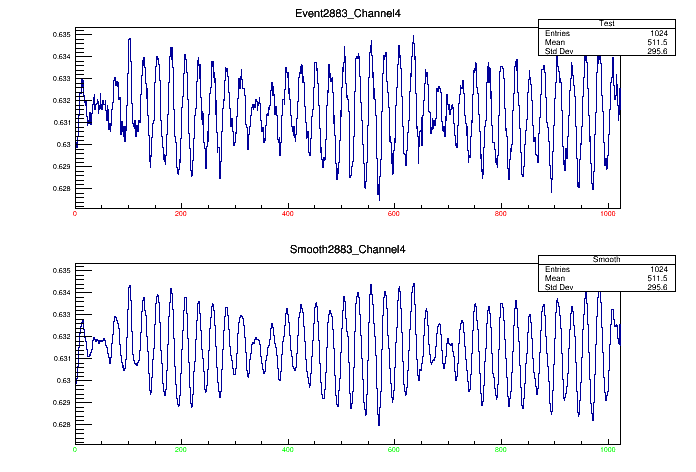 Event2883_Channel4
Test
Entries 1024
Mean 511.5
Std Dev 295.6
0.635
0.634
0.633
0.632
0.631
0.63
0.629
0.628
0 200 400 600 800 1000
Smooth2883_Channel4
Smooth
Entries 1024
Mean 511.5
Std Dev 295.6
0.635
0.634
0.633
0.632
0.631
0.63
0.629
0.628
0 200 400 600 800 1000